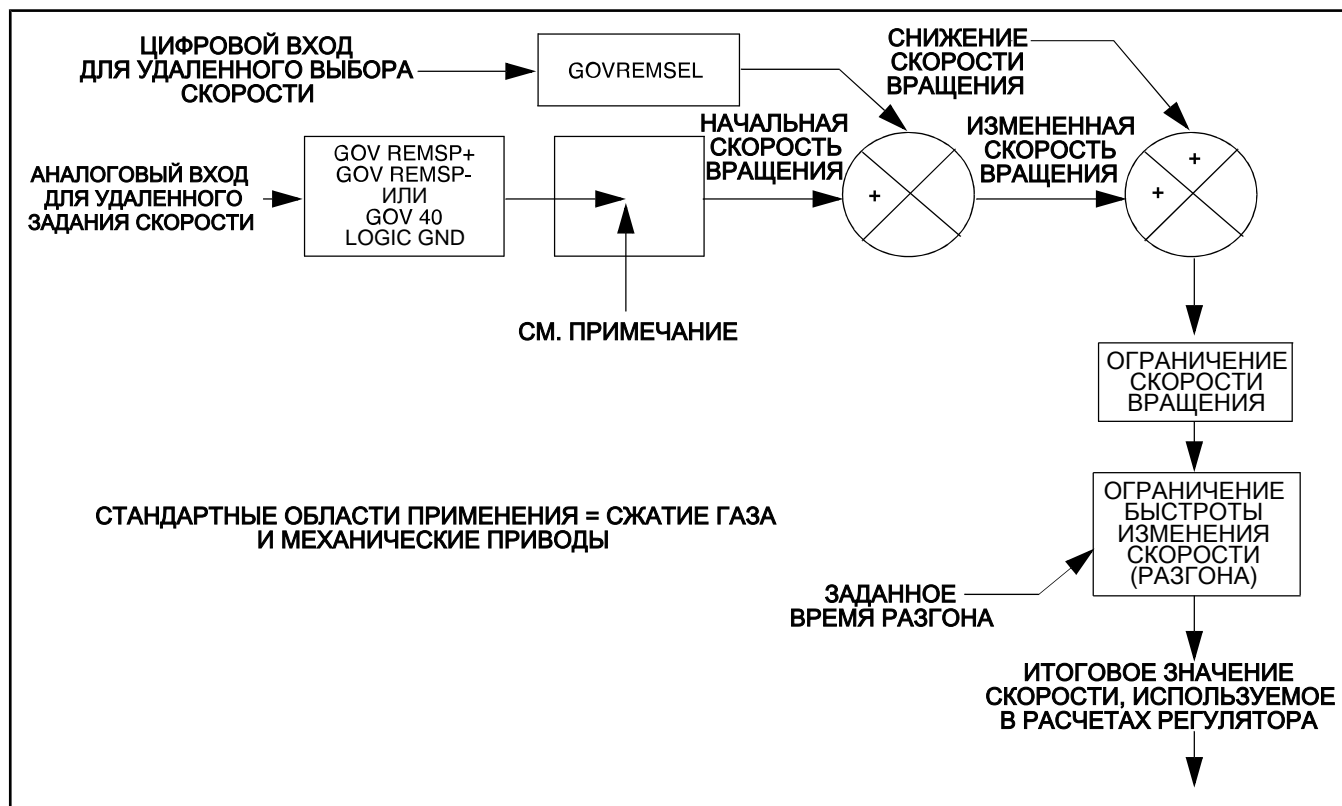 ЦИФРОВОЙ ВХОД
ДЛЯ УДАЛЕННОГО ВЫБОРА
СКОРОСТИ
GOVREMSEL
СНИЖЕНИЕ
СКОРОСТИ
ВРАЩЕНИЯ
АНАЛОГОВЫЙ ВХОД
ДЛЯ УДАЛЕННОГО
ЗАДАНИЯ СКОРОСТИ
GOV REMSP+
GOV REMSP-
ИЛИ
GOV 40
LOGIC GND
НАЧАЛЬНАЯ
СКОРОСТЬ
ВРАЩЕНИЯ
+
ИЗМЕНЕННАЯ
СКОРОСТЬ
ВРАЩЕНИЯ
+
+
СМ. ПРИМЕЧАНИЕ
ОГРАНИЧЕНИЕ
СКОРОСТИ
ВРАЩЕНИЯ
СТАНДАРТНЫЕ ОБЛАСТИ ПРИМЕНЕНИЯ = СЖАТИЕ ГАЗА
И МЕХАНИЧЕСКИЕ ПРИВОДЫ
ОГРАНИЧЕНИЕ
БЫСТРОТЫ
ИЗМЕНЕНИЯ
СКОРОСТИ
(РАЗГОНА)
ЗАДАННОЕ
ВРЕМЯ РАЗГОНА
ИТОГОВОЕ ЗНАЧЕНИЕ
СКОРОСТИ, ИСПОЛЬЗУЕМОЕ
В РАСЧЕТАХ РЕГУЛЯТОРА